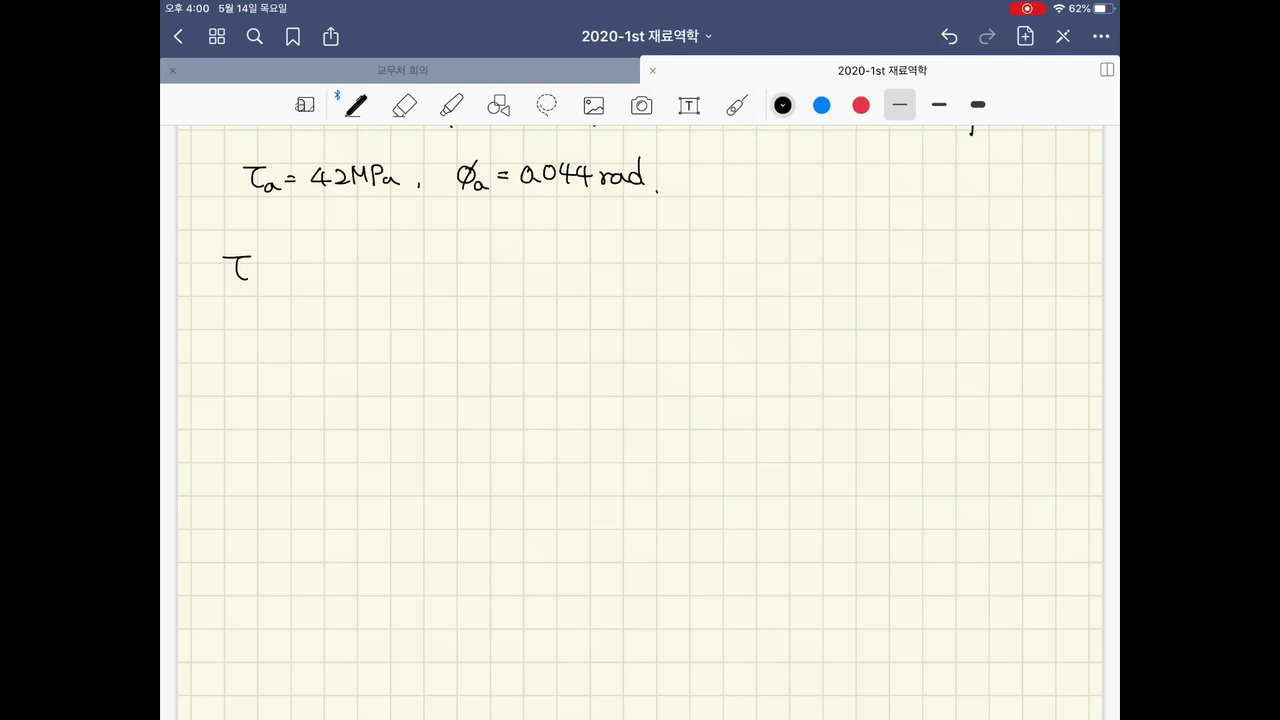 오후 4:00 5월 14일 목요일 62%
2020-1st 재료역학
교무처 회의 2020-1st 재료역학
T
τa = 42MPa, ϕa = 0.044 rad.
τ